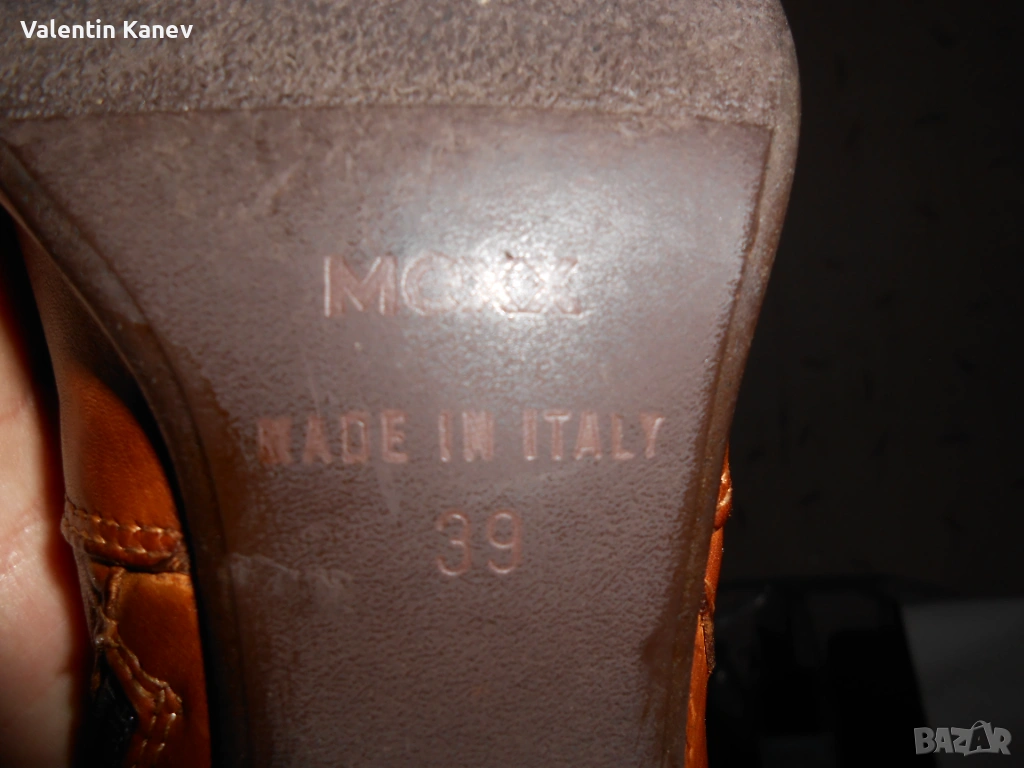 Valentin Kanev
MADE IN ITALY
39
BAZAR